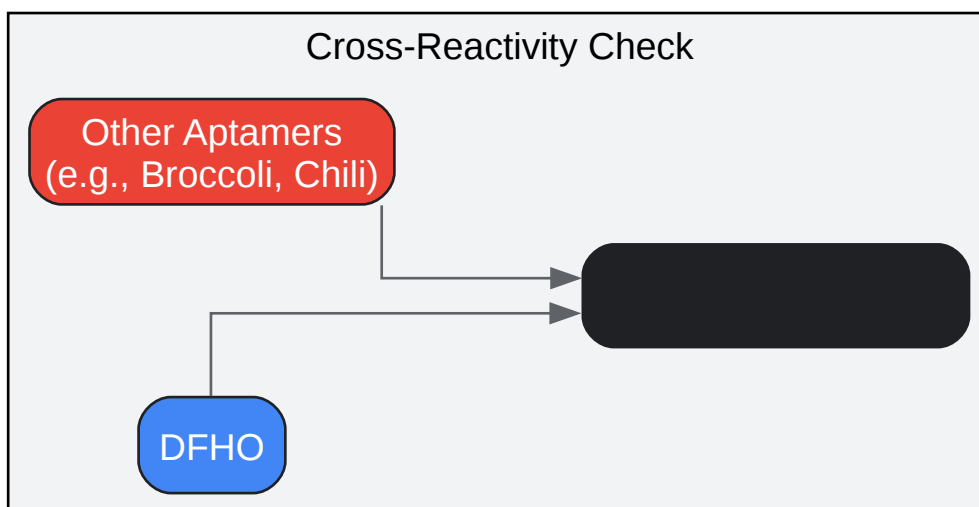 Cross-Reactivity Check
Other Aptamers
(e.g., Broccoli, Chili)
DFHO